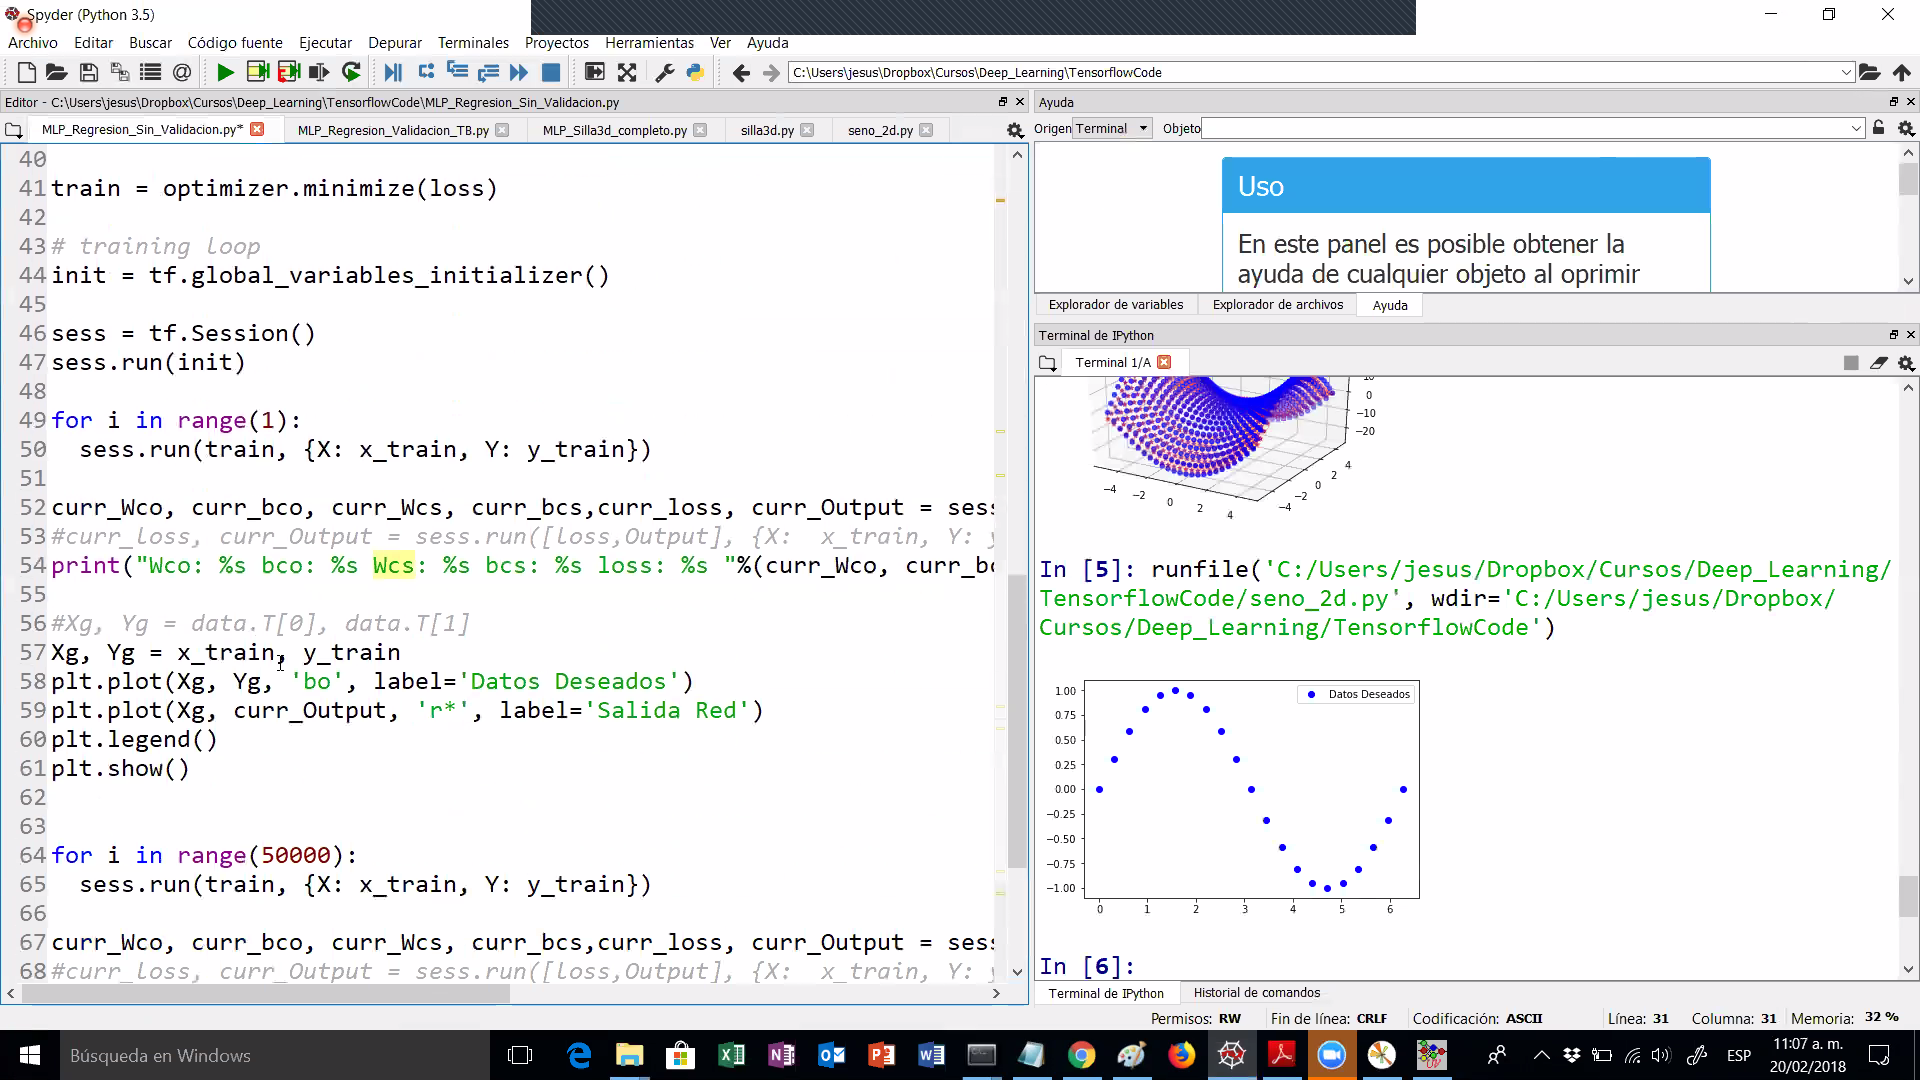 Spyder (Python 3.5)
Archivo Editar Buscar Código fuente Ejecutar Depurar Terminales Proyectos Herramientas Ver Ayuda
C:\Users\jesus\Dropbox\Cursos\Deep_Learning\TensorflowCode
Editor - C:\Users\jesus\Dropbox\Cursos\Deep_Learning\TensorflowCode\MLP_Regresion_Sin_Validacion.py
MLP_Regresion_Sin_Validacion.py* MLP_Regresion_Validacion_TB.py MLP_Silla3d_completo.py silla3d.py seno_2d.py
40
41 train = optimizer.minimize(loss)
42
43 # training loop
44 init = tf.global_variables_initializer()
45
46 sess = tf.Session()
47 sess.run(init)
48
49 for i in range(1):
50   sess.run(train, {X: x_train, Y: y_train})
51
52 curr_Wco, curr_bco, curr_Wcs, curr_bcs,curr_loss, curr_Output = sess
53 #curr_loss, curr_Output = sess.run([loss,Output], {X:  x_train, Y: y
54 print("Wco: %s bco: %s Wcs: %s bcs: %s loss: %s "%(curr_Wco, curr_bc
55
56 #Xg, Yg = data.T[0], data.T[1]
57 Xg, Yg = x_train, y_train
58 plt.plot(Xg, Yg, 'bo', label='Datos Deseados')
59 plt.plot(Xg, curr_Output, 'r*', label='Salida Red')
60 plt.legend()
61 plt.show()
62
63
64 for i in range(50000):
65   sess.run(train, {X: x_train, Y: y_train})
66
67 curr_Wco, curr_bco, curr_Wcs, curr_bcs,curr_loss, curr_Output = sess
68 #curr_loss, curr_Output = sess.run([loss,Output], {X:  x_train, Y: y
Ayuda
Origen Terminal Objeto
Uso
En este panel es posible obtener la
ayuda de cualquier objeto al oprimir
Explorador de variables Explorador de archivos Ayuda
Terminal de IPython
Terminal 1/A
10
0
−10
−20
−4 −2 0 2 4
−4 −2 0 2 4
In [5]: runfile('C:/Users/jesus/Dropbox/Cursos/Deep_Learning/
TensorflowCode/seno_2d.py', wdir='C:/Users/jesus/Dropbox/
Cursos/Deep_Learning/TensorflowCode')
Datos Deseados
1.00
0.75
0.50
0.25
0.00
−0.25
−0.50
−0.75
−1.00
0 1 2 3 4 5 6
In [6]:
Terminal de IPython Historial de comandos
Permisos: RW Fin de línea: CRLF Codificación: ASCII Línea: 31 Columna: 31 Memoria: 32 %
Búsqueda en Windows
ESP
11:07 a. m.
20/02/2018